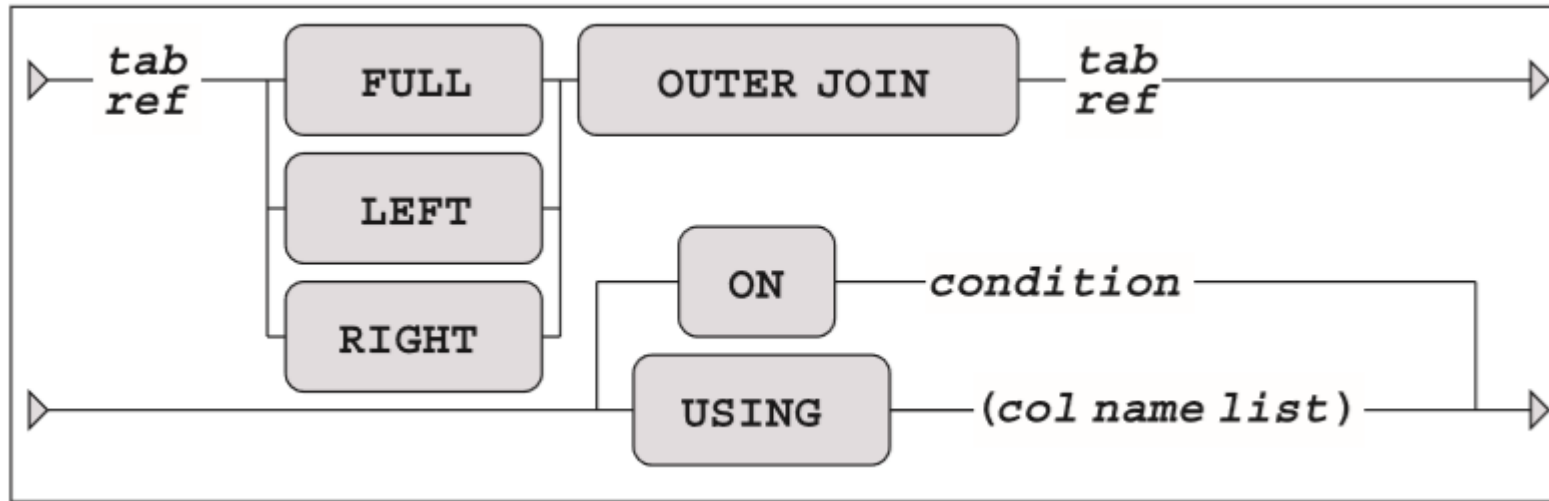 tab ref FULL OUTER JOIN tab ref
LEFT
RIGHT
ON condition
USING (col name list)